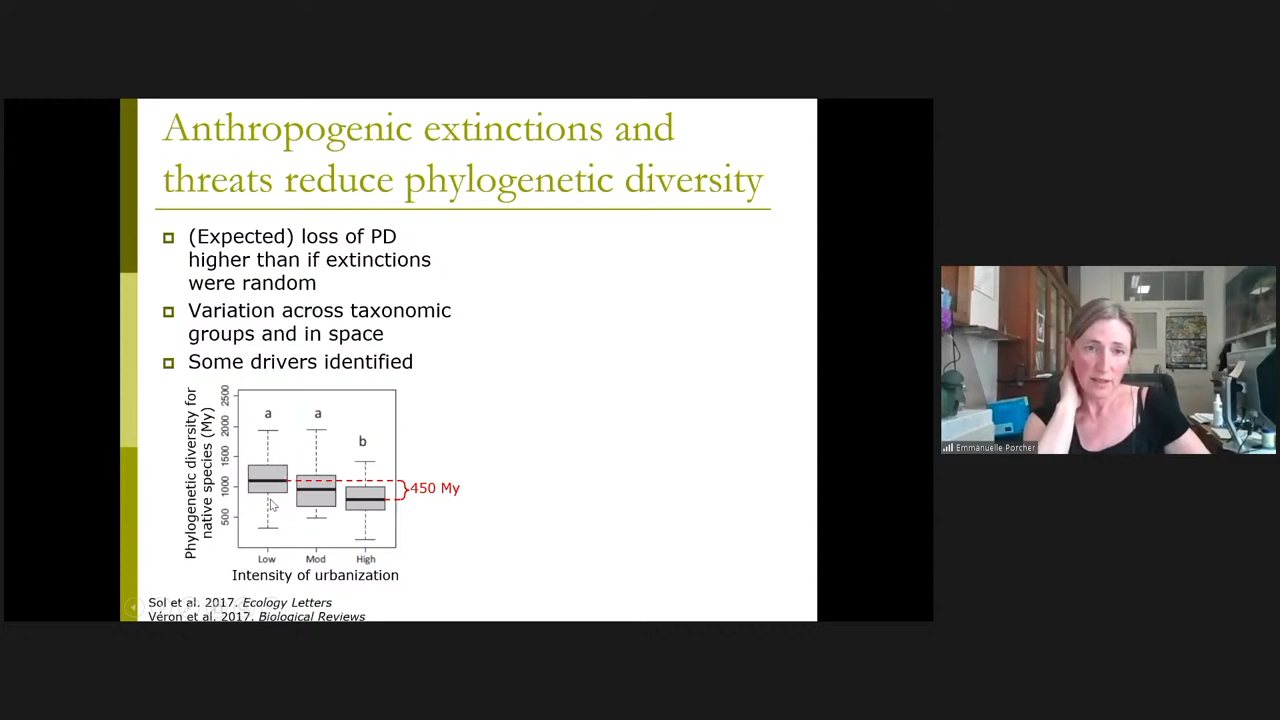 Anthropogenic extinctions and
threats reduce phylogenetic diversity
(Expected) loss of PD
higher than if extinctions
were random
Variation across taxonomic
groups and in space
Some drivers identified
Phylogenetic diversity for
native species (My)
2500
2000
1500
1000
500
a
a
b
450 My
Low
Mod
High
Intensity of urbanization
Sol et al. 2017. Ecology Letters
Véron et al. 2017. Biological Reviews
Emmanuelle Porcher